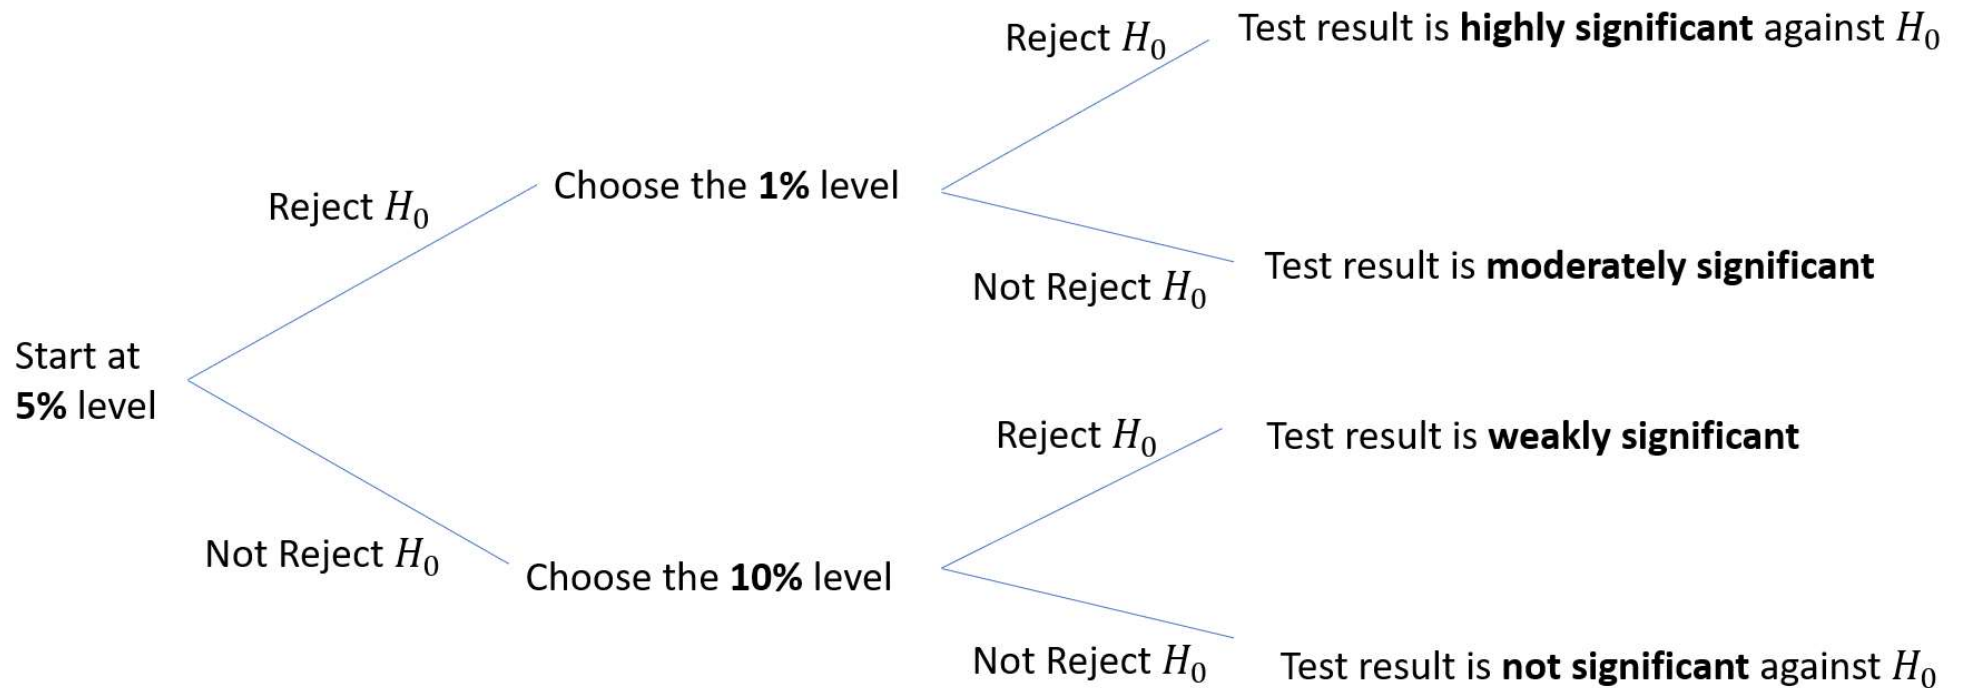 Start at
5% level
Reject H₀
Choose the 1% level
Reject H₀
Test result is highly significant against H₀
Not Reject H₀
Test result is moderately significant
Not Reject H₀
Choose the 10% level
Reject H₀
Test result is weakly significant
Not Reject H₀
Test result is not significant against H₀